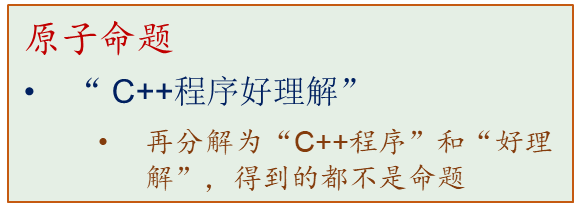 原子命题
• “ C++程序好理解”
• 再分解为“C++程序”和“好理
解”，得到的都不是命题